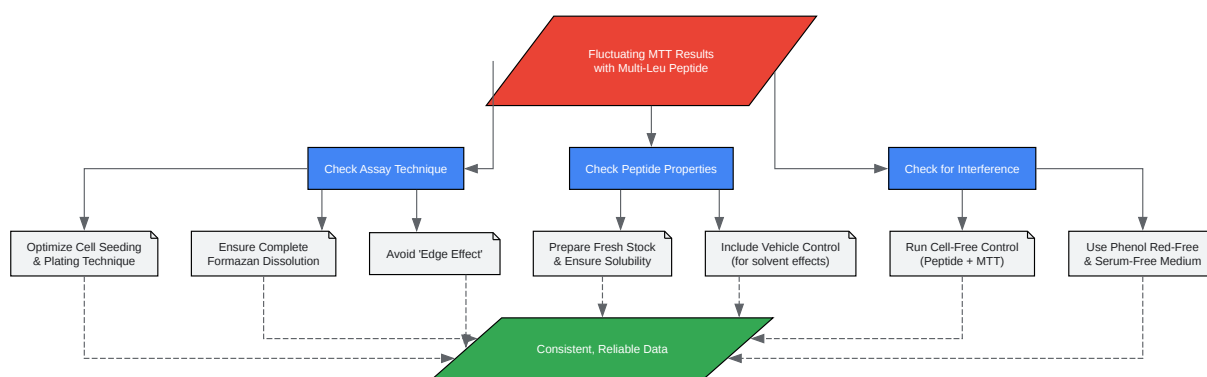 Fluctuating MTT Results
with Multi-Leu Peptide
Check Assay Technique
Check Peptide Properties
Check for Interference
Optimize Cell Seeding
& Plating Technique
Ensure Complete
Formazan Dissolution
Avoid 'Edge Effect'
Prepare Fresh Stock
& Ensure Solubility
Include Vehicle Control
(for solvent effects)
Run Cell-Free Control
(Peptide + MTT)
Use Phenol Red-Free
& Serum-Free Medium
Consistent, Reliable Data